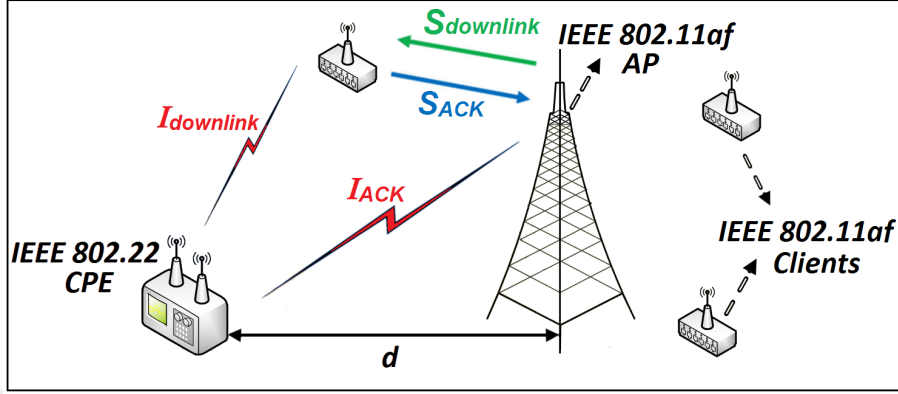 Sdownlink
IEEE 802.11af
AP
SACK
Idownlink
IACK
IEEE 802.22
CPE
IEEE 802.11af
Clients
d